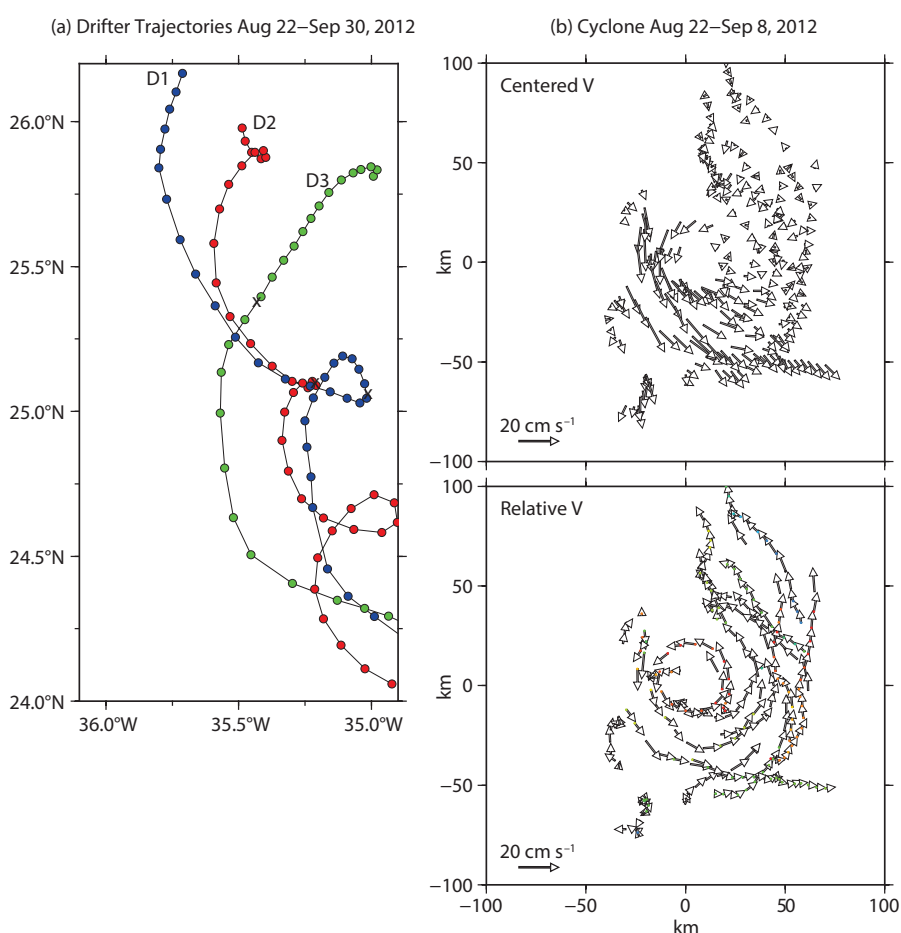 (a) Drifter Trajectories Aug 22–Sep 30, 2012
D1
D2
D3
x
x
x
26.0°N
25.5°N
25.0°N
24.5°N
24.0°N
36.0°W 35.5°W 35.0°W
(b) Cyclone Aug 22–Sep 8, 2012
100
Centered V
50
km
0
−50
20 cm s⁻¹
−100
100
Relative V
50
km
0
−50
20 cm s⁻¹
−100
−100 −50 0 50 100
km